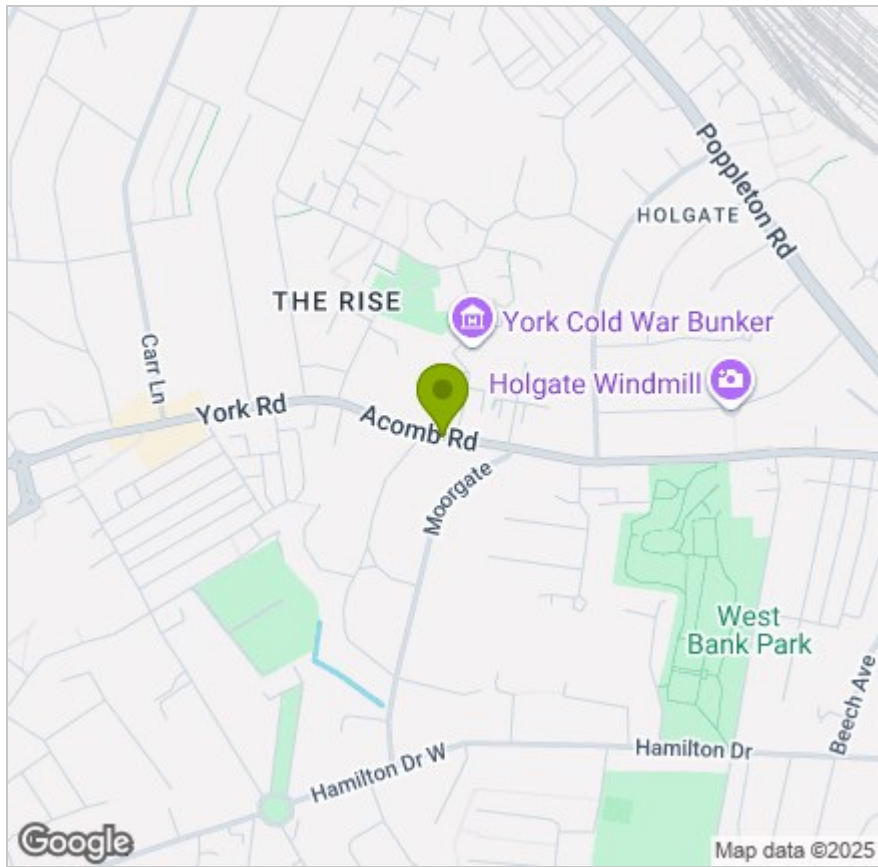 Poppleton Rd
HOLGATE
THE RISE
York Cold War Bunker
Carr Ln
Holgate Windmill
York Rd
Acomb Rd
Moorgate
West
Bank Park
Beech Ave
Hamilton Dr
Hamilton Dr W
Google
Map data ©2025